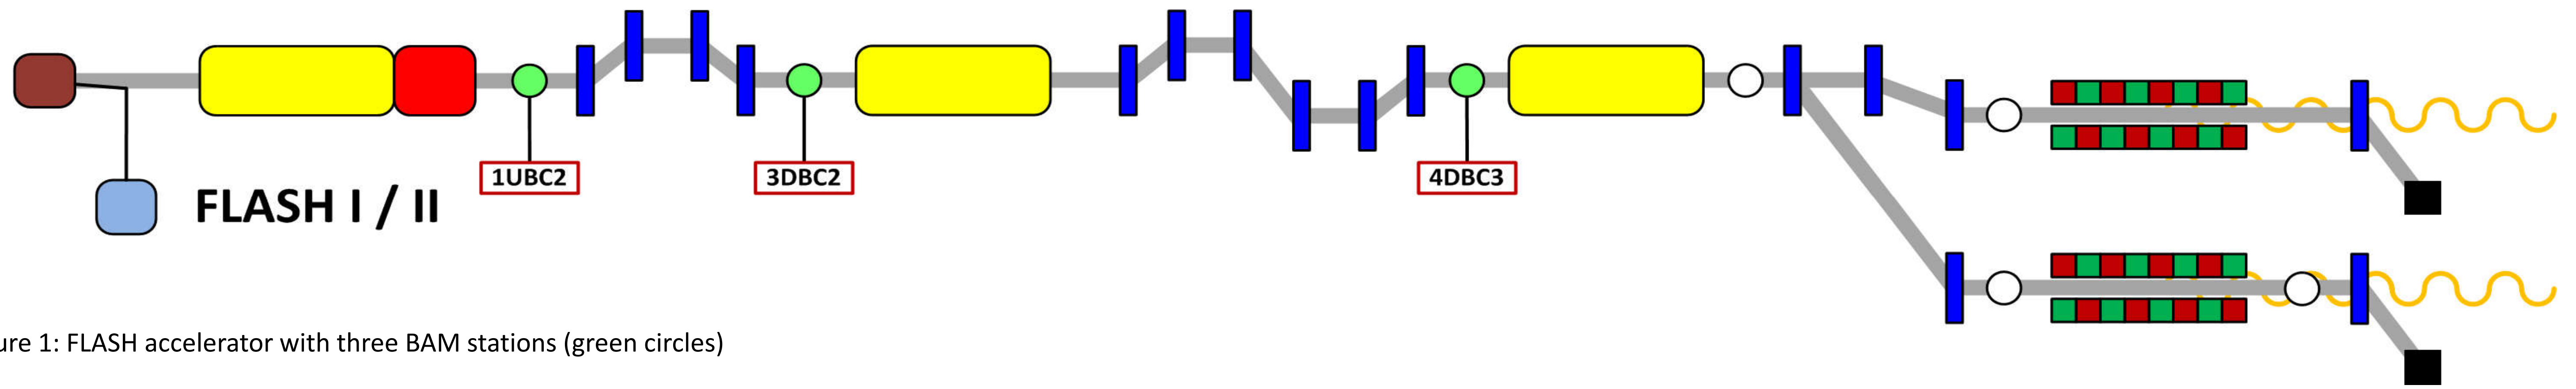 1UBC2
3DBC2
4DBC3
FLASH I / II
ure 1: FLASH accelerator with three BAM stations (green circles)